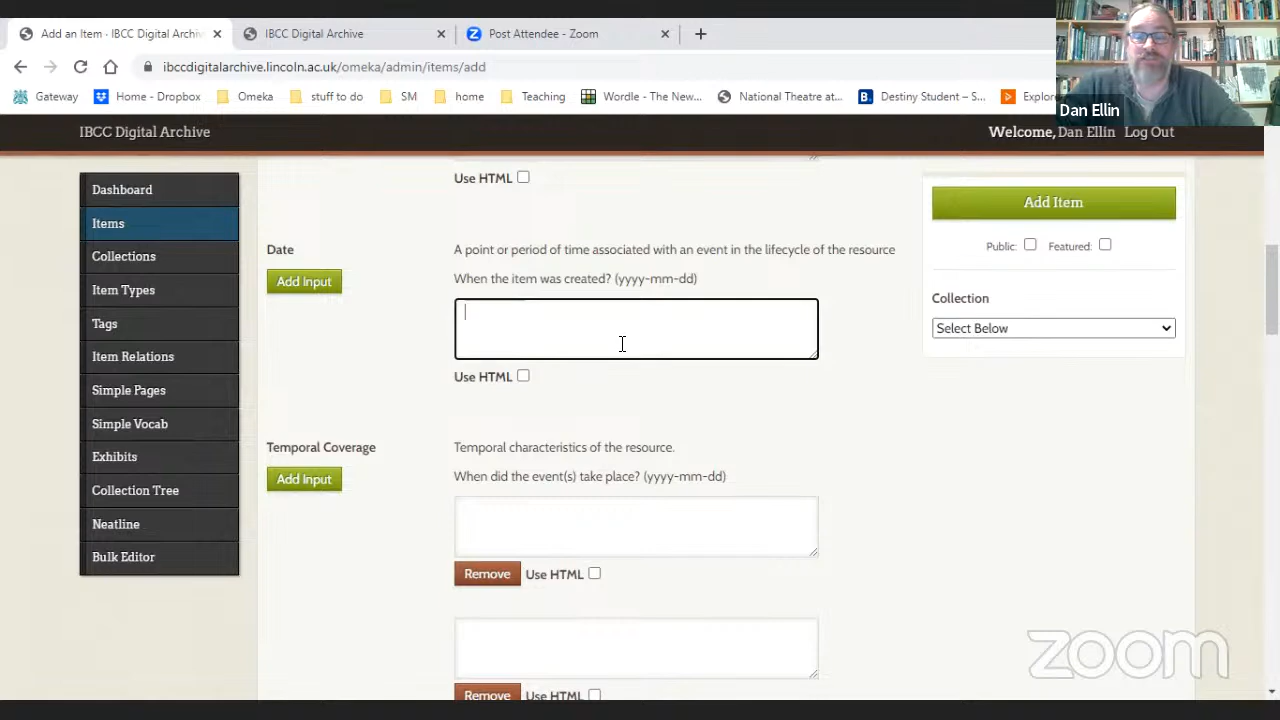 Add an Item · IBCC Digital Archiv
IBCC Digital Archive
Post Attendee - Zoom
ibccdigitalarchive.lincoln.ac.uk/omeka/admin/items/add
Gateway
Home - Dropbox
Omeka
stuff to do
SM
home
Teaching
Wordle - The New...
National Theatre at...
Destiny Student – S...
Explor
Dan Ellin
IBCC Digital Archive
Welcome, Dan Ellin Log Out
Dashboard
Items
Collections
Item Types
Tags
Item Relations
Simple Pages
Simple Vocab
Exhibits
Collection Tree
Neatline
Bulk Editor
Use HTML
Date
Add Input
A point or period of time associated with an event in the lifecycle of the resource
When the item was created? (yyyy-mm-dd)
Use HTML
Temporal Coverage
Add Input
Temporal characteristics of the resource.
When did the event(s) take place? (yyyy-mm-dd)
Remove Use HTML
Remove Use HTML
Add Item
Public: Featured:
Collection
Select Below
zoom